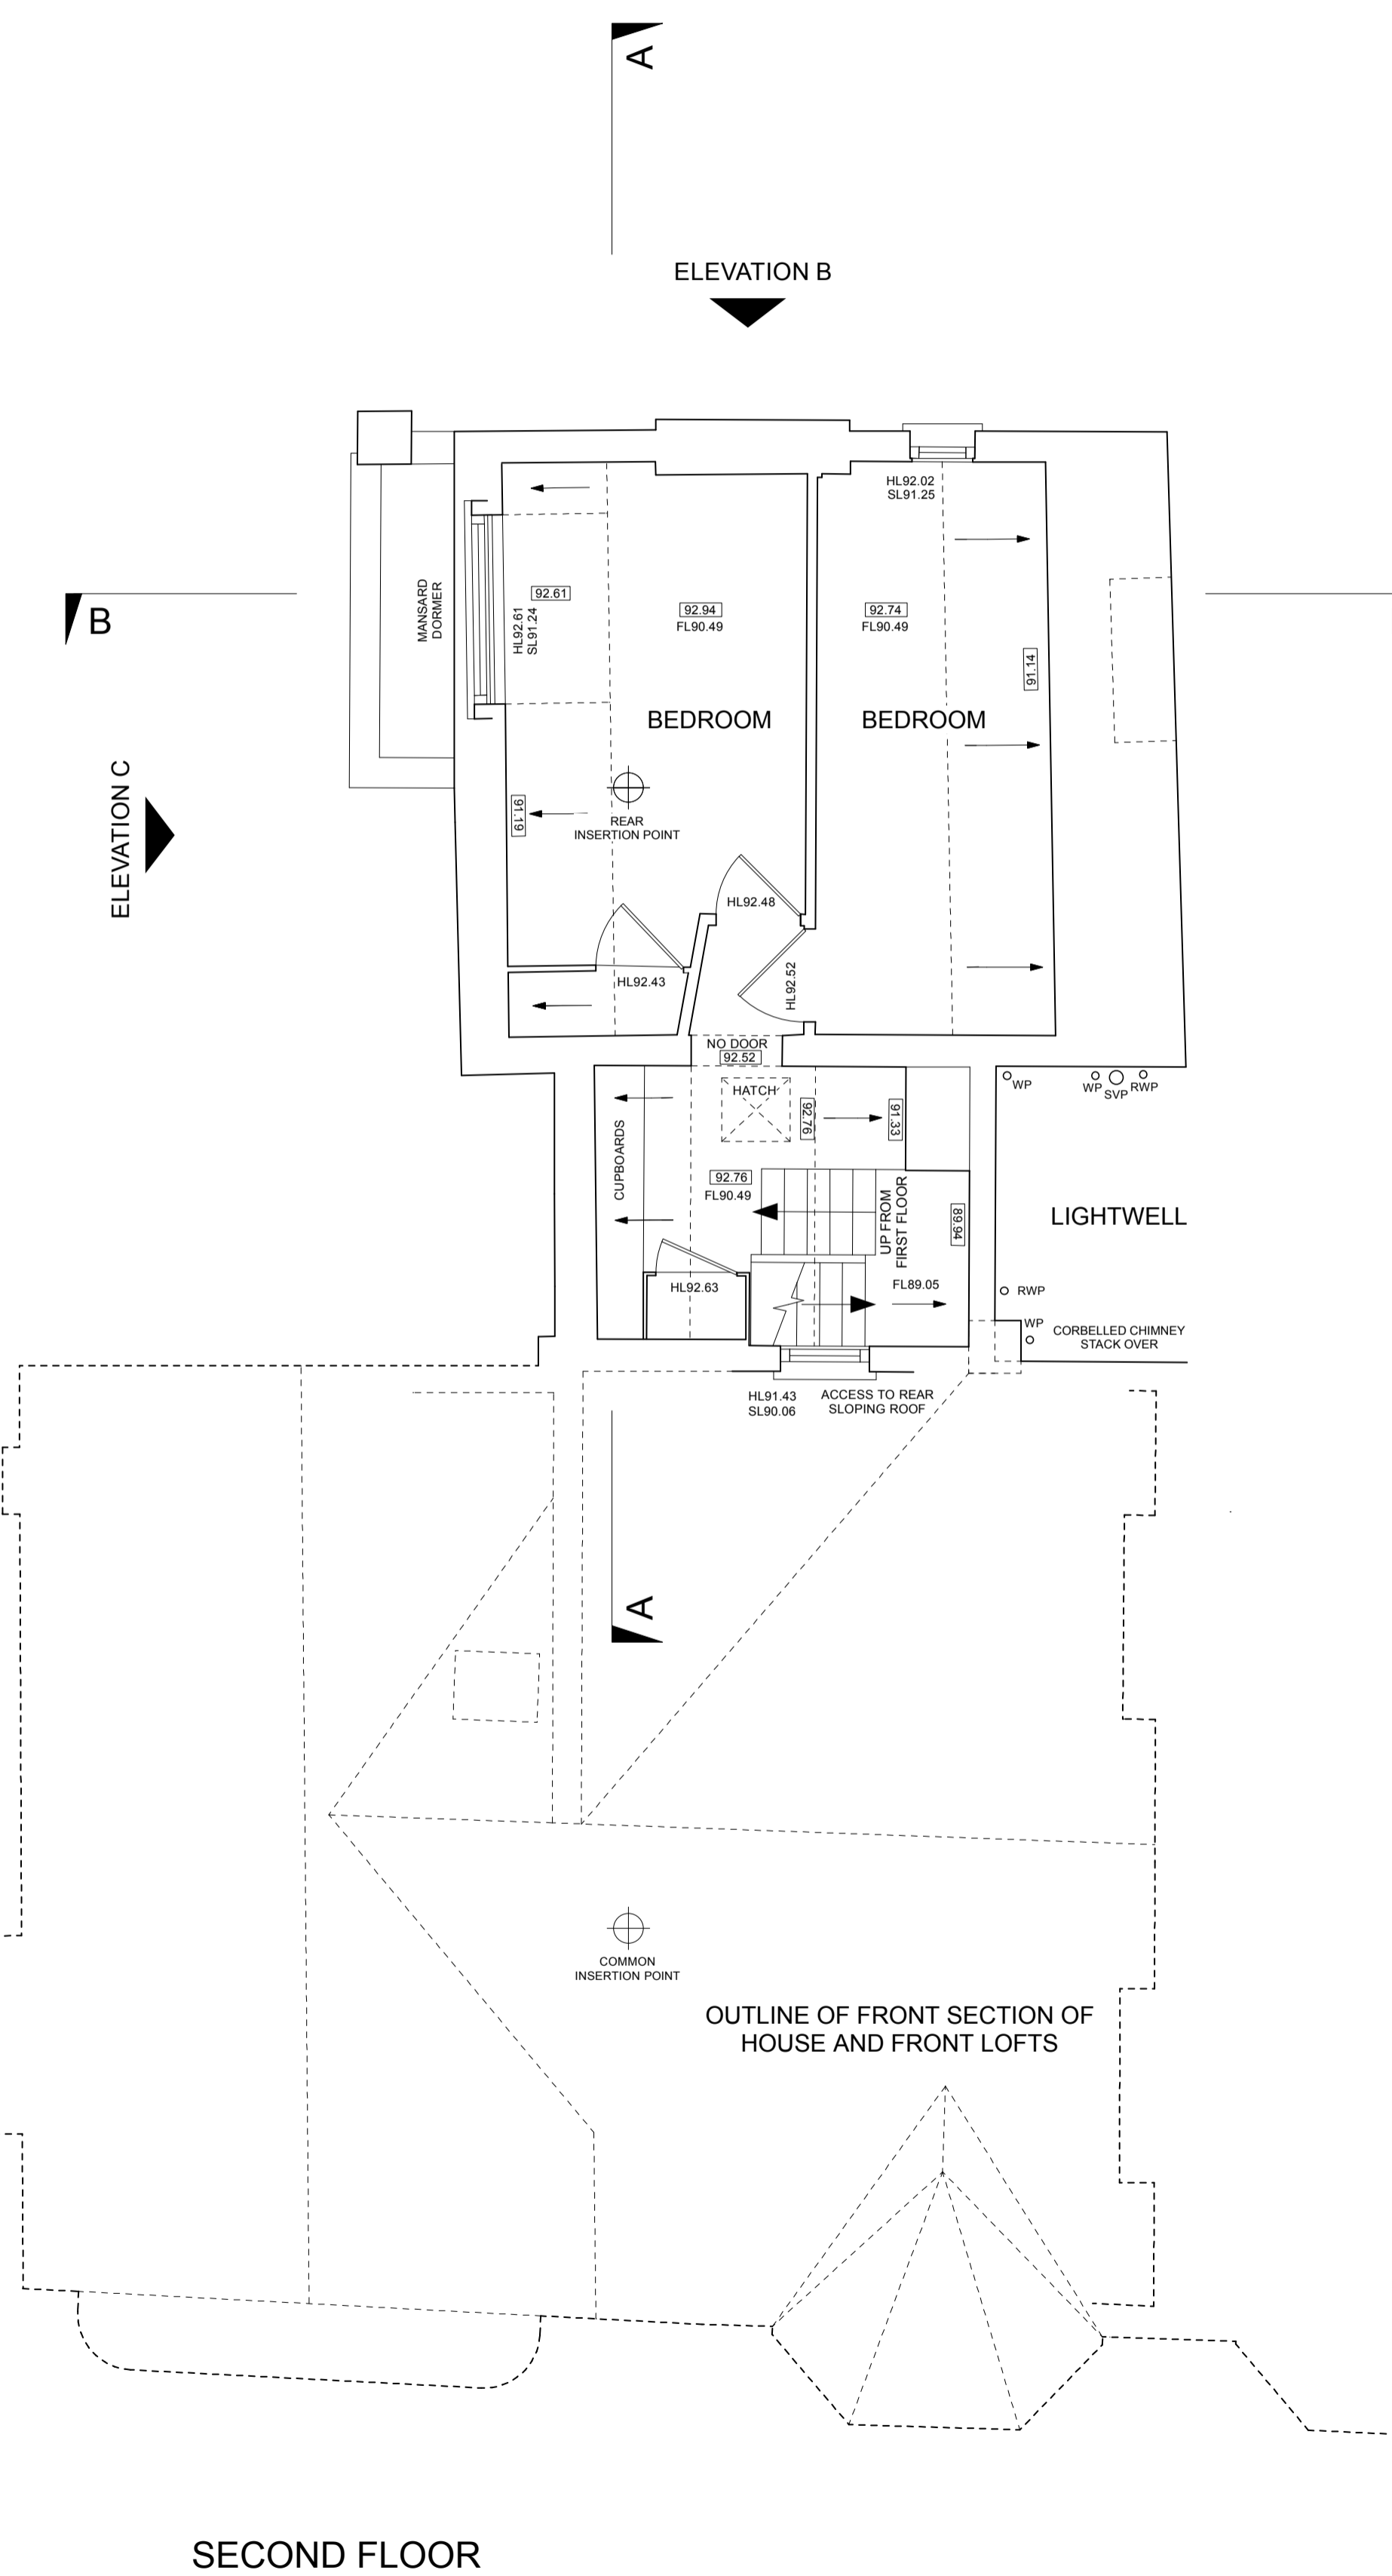 A
ELEVATION B
HL92.02
SL91.25
B
MANSARD
DORMER
92.61
HL92.61
SL91.24
92.94
FL90.49
92.74
FL90.49
91.14
BEDROOM
BEDROOM
ELEVATION C
91.19
REAR
INSERTION POINT
HL92.48
HL92.43
HL92.52
NO DOOR
92.52
HATCH
92.76
91.33
CUPBOARDS
92.76
FL90.49
UP FROM
FIRST FLOOR
89.94
HL92.63
FL89.05
WP
WP
SVP
RWP
LIGHTWELL
RWP
WP
CORBELLED CHIMNEY
STACK OVER
HL91.43
SL90.06
ACCESS TO REAR
SLOPING ROOF
A
COMMON
INSERTION POINT
OUTLINE OF FRONT SECTION OF
HOUSE AND FRONT LOFTS
SECOND FLOOR